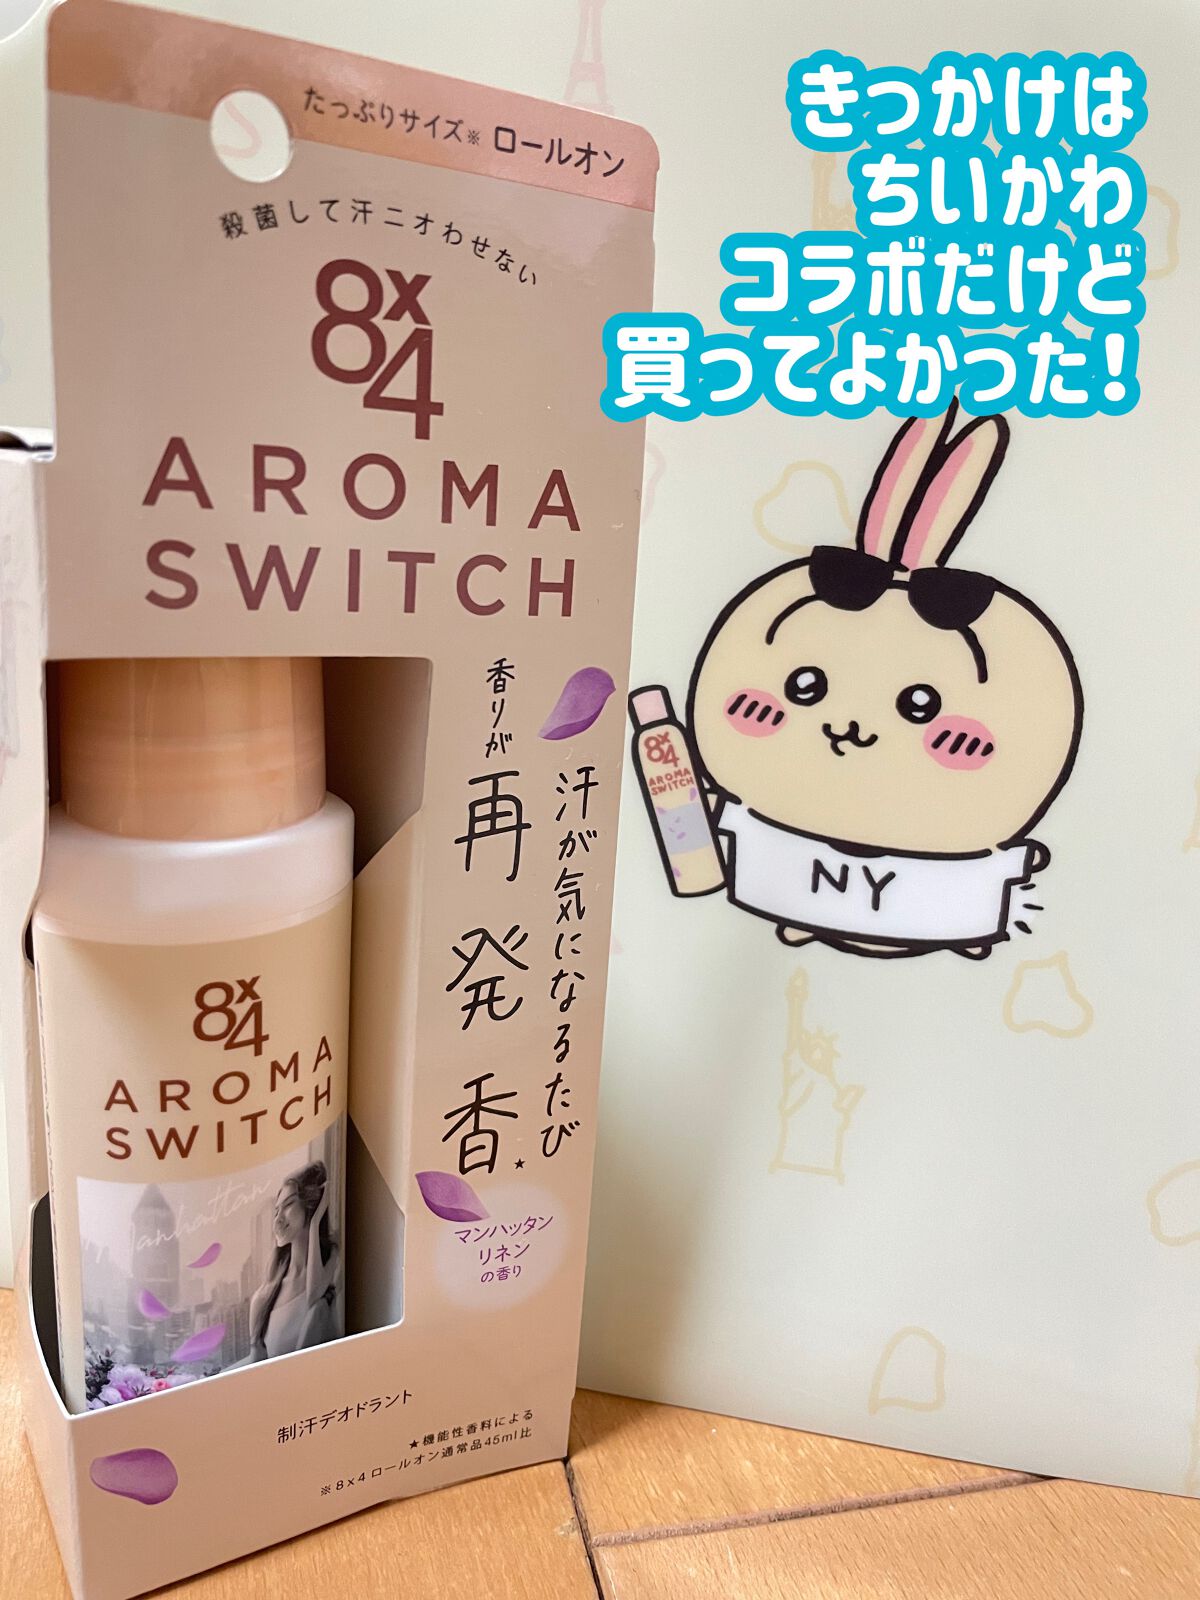 きっかけは
ちいかわ
コラボだけど
買ってよかった!
たっぷりサイズ※ ロールオン
殺菌して汗ニオわせない
8x4
AROMA
SWITCH
汗が気になるたび
香りが再発香★
マンハッタン
リネン
の香り
8x4
AROMA
SWITCH
Manhattan
制汗デオドラント
★機能性香料による
※8x4ロールオン通常品45ml比
8x4
AROMA
SWITCH
NY